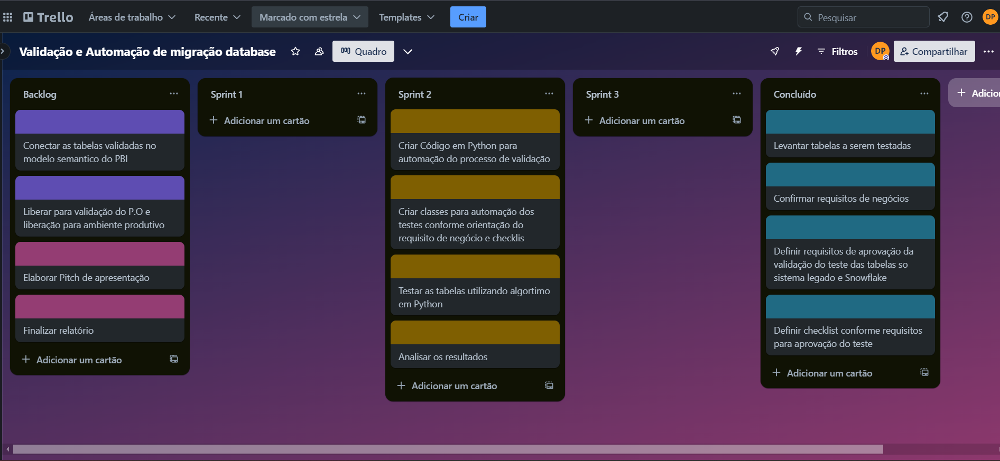 Trello
Áreas de trabalho
Recente
Marcado com estrela
Templates
Criar
Pesquisar
DP
Validação e Automação de migração database
Quadro
Filtros
DP
Compartilhar
Backlog
Conectar as tabelas validadas no
modelo semantico do PBI
Liberar para validação do P.O e
liberação para ambiente produtivo
Elaborar Pitch de apresentação
Finalizar relatório
Adicionar um cartão
Sprint 1
Adicionar um cartão
Sprint 2
Criar Código em Python para
automação do processo de validação
Criar classes para automação dos
testes conforme orientação do
requisito de negócio e checklis
Testar as tabelas utilizando algortimo
em Python
Analisar os resultados
Adicionar um cartão
Sprint 3
Adicionar um cartão
Concluído
Levantar tabelas a serem testadas
Confirmar requisitos de negócios
Definir requisitos de aprovação da
validação do teste das tabelas so
sistema legado e Snowflake
Definir checklist conforme requisitos
para aprovação do teste
Adicionar um cartão